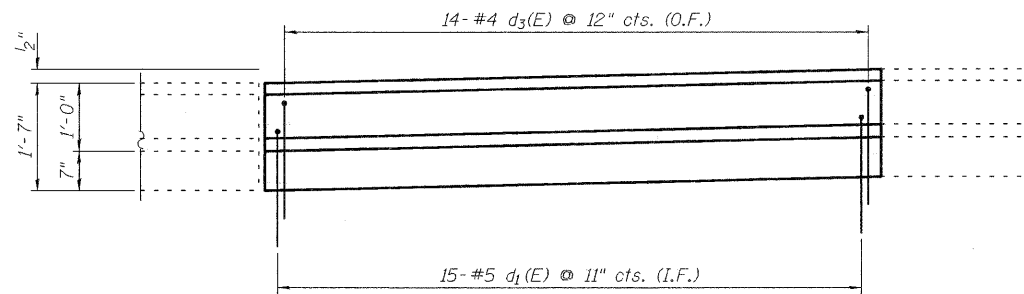 14- #4 d3(E) @ 12" cts. (O.F.)
1/2"
1'-0"
1'-7"
7"
15- #5 d1(E) @ 11" cts. (I.F.)